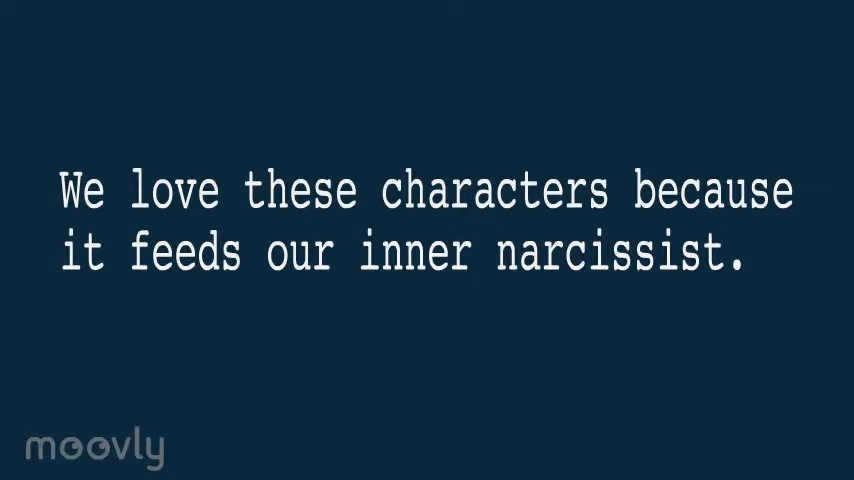 We love these characters because
it feeds our inner narcissist.
moovly